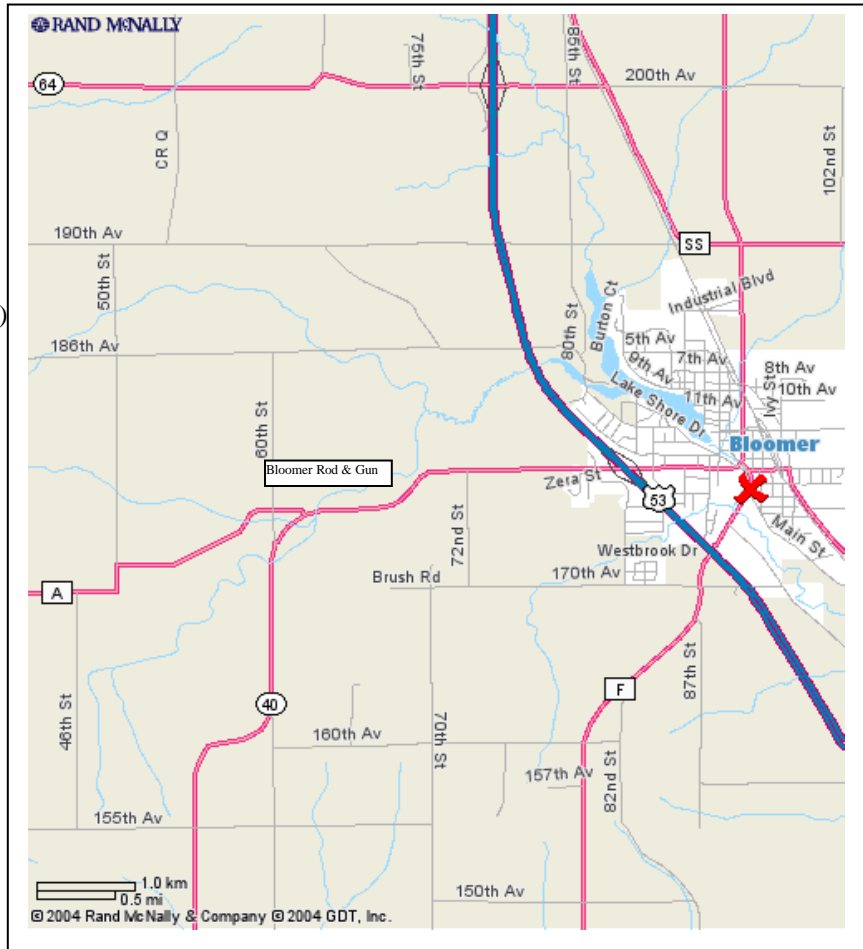 RAND McNALLY
75th St
85th St
64
200th Av
CR Q
102nd St
190th Av
SS
50th St
Industrial Blvd
)
80th St
Burton Ct
5th Av
186th Av
9th Av
7th Av
8th Av
10th Av
11th Av
Ivy St
Lake Shore Dr
60th St
Bloomer
Bloomer Rod & Gun
Zera St
53
72nd St
Main St
Westbrook Dr
Brush Rd
170th Av
A
87th St
F
46th St
40
70th St
160th Av
157th Av
82nd St
155th Av
1.0 km
0.5 mi
150th Av
© 2004 Rand McNally & Company © 2004 GDT, Inc.